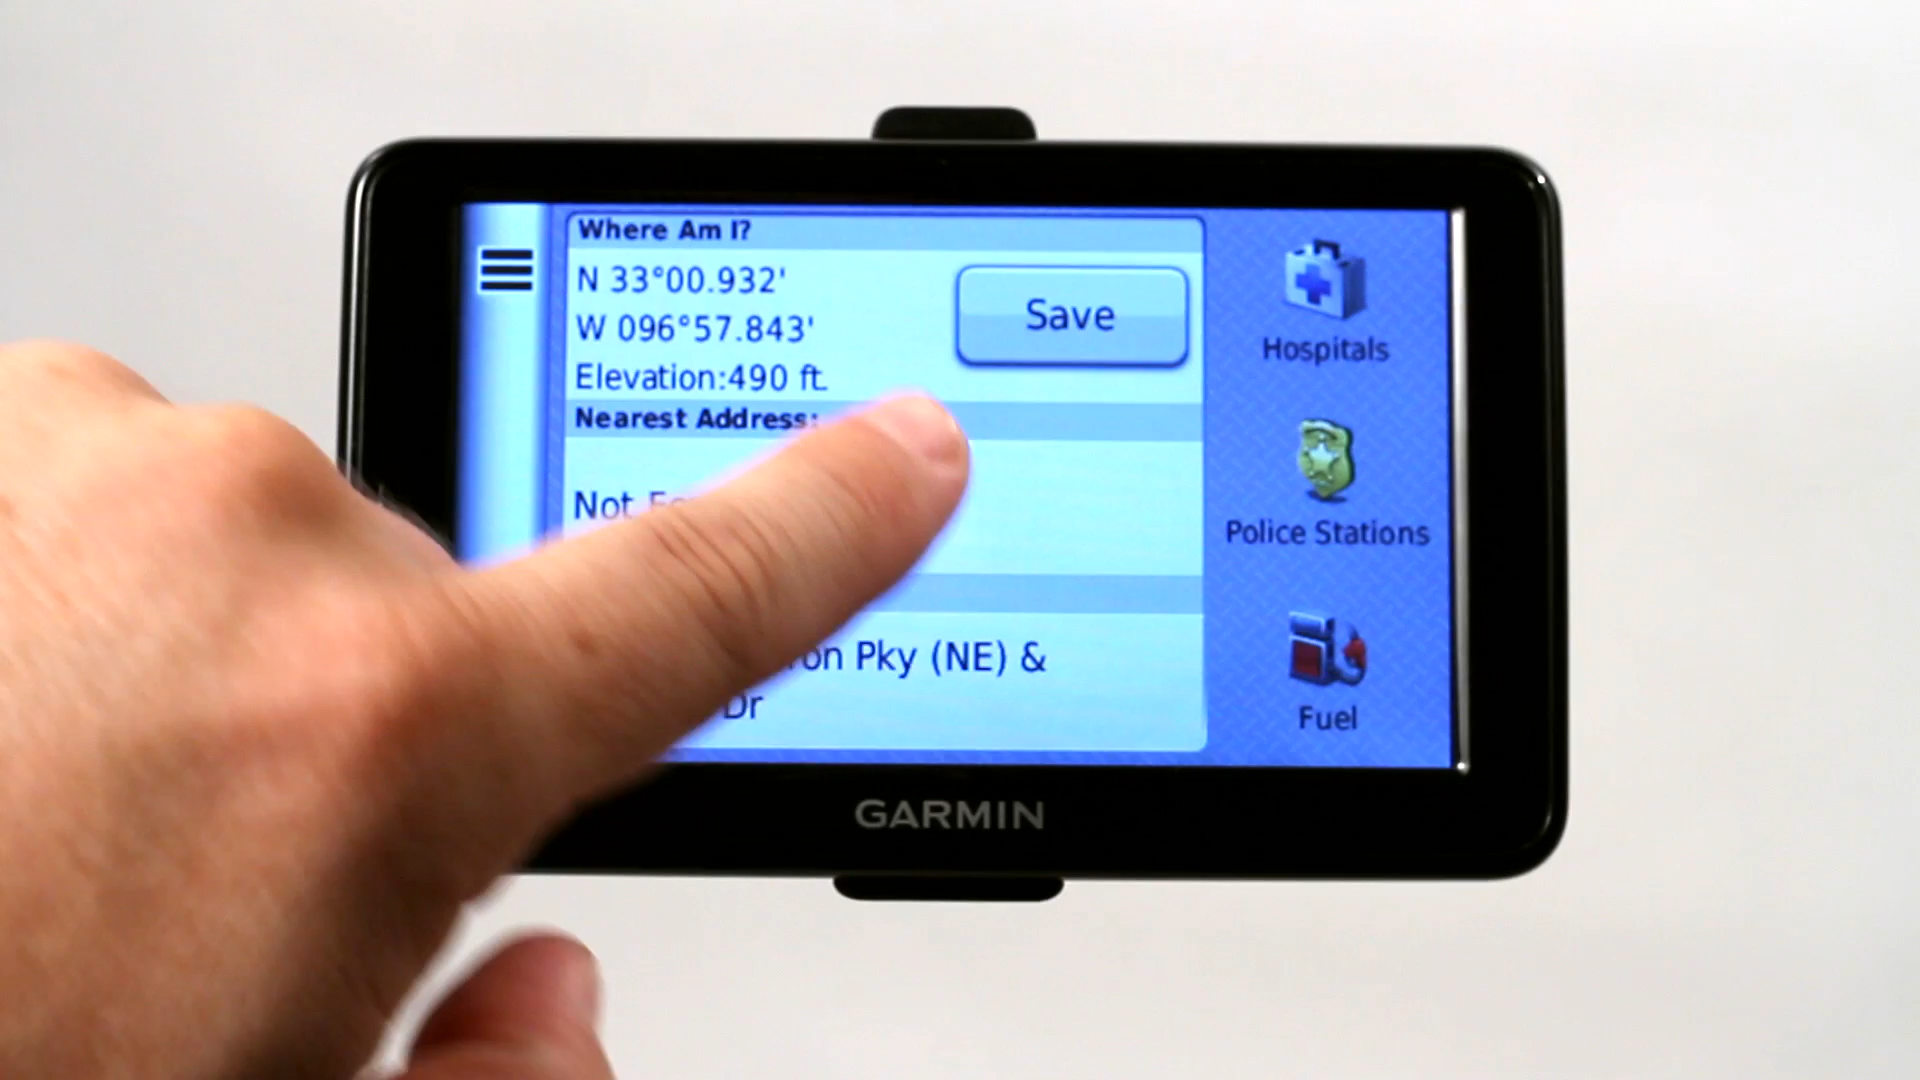 Where Am I?
N 33°00.932'
W 096°57.843'
Elevation:490 ft.
Save
Nearest Address:
Not
Pky (NE) &
Dr
Hospitals
Police Stations
Fuel
GARMIN